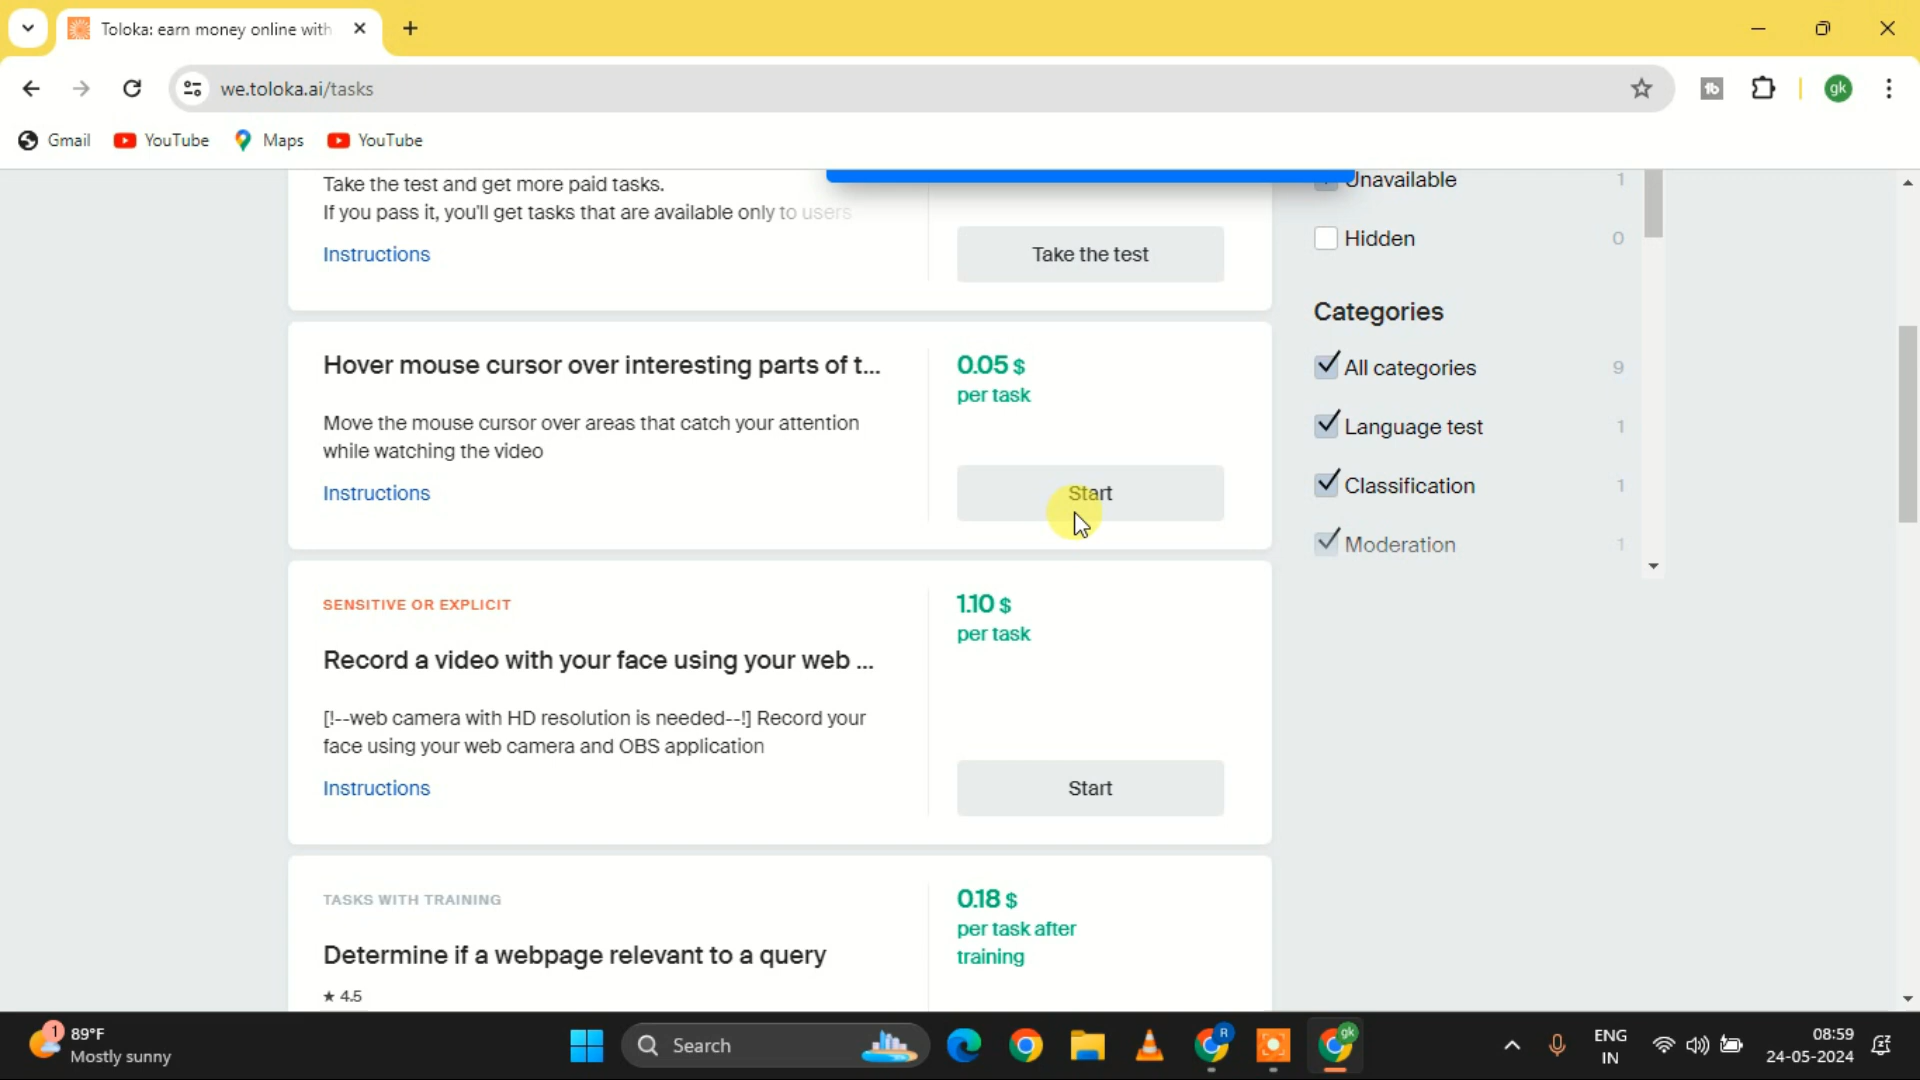 Toloka: earn money online with
we.toloka.ai/tasks
gk
Gmail
YouTube
Maps
YouTube
Take the test and get more paid tasks.
If you pass it, you'll get tasks that are available only to users
Instructions
Take the test
Unavailable 1
Hidden 0
Categories
All categories 9
Language test 1
Classification 1
Moderation 1
Hover mouse cursor over interesting parts of t...
Move the mouse cursor over areas that catch your attention
while watching the video
Instructions
0.05 $
per task
Start
SENSITIVE OR EXPLICIT
Record a video with your face using your web ...
[!--web camera with HD resolution is needed--!] Record your
face using your web camera and OBS application
Instructions
1.10 $
per task
Start
TASKS WITH TRAINING
Determine if a webpage relevant to a query
★ 4.5
0.18 $
per task after
training
1
89°F
Mostly sunny
Search
R
gk
ENG
IN
08:59
24-05-2024